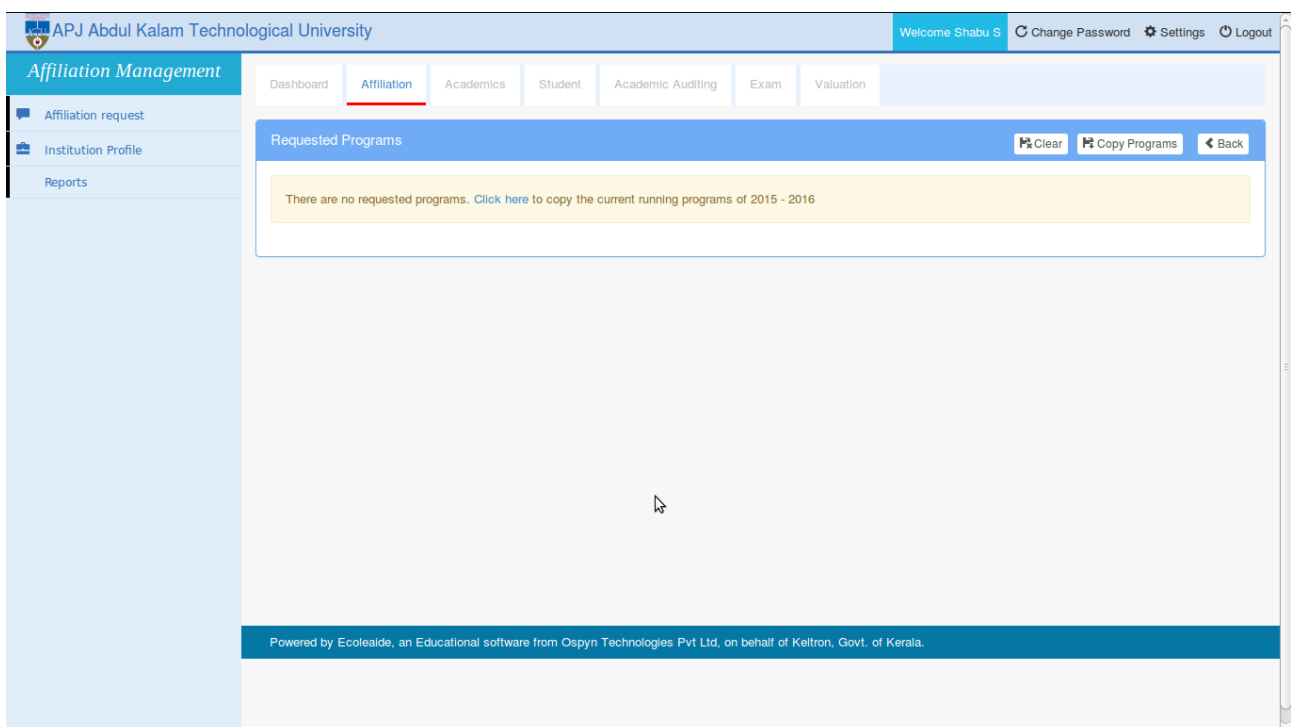 APJ Abdul Kalam Technological University
Welcome Shabu S
Change Password
Settings
Logout
Affiliation Management
Affiliation request
Institution Profile
Reports
Dashboard
Affiliation
Academics
Student
Academic Auditing
Exam
Valuation
Requested Programs
Clear
Copy Programs
Back
There are no requested programs. Click here to copy the current running programs of 2015 - 2016
Powered by Ecoleaide, an Educational software from Ospyn Technologies Pvt Ltd, on behalf of Keltron, Govt. of Kerala.